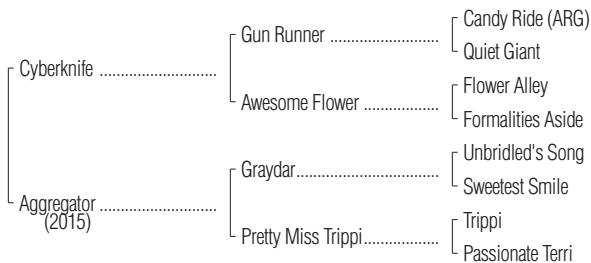 Candy Ride (ARG)
Gun Runner ....................
Quiet Giant
Cyberknife ........................
Flower Alley
Awesome Flower ..............
Formalities Aside
Unbridled's Song
Graydar...........................
Sweetest Smile
Aggregator ........................
(2015)
Trippi
Pretty Miss Trippi..............
Passionate Terri